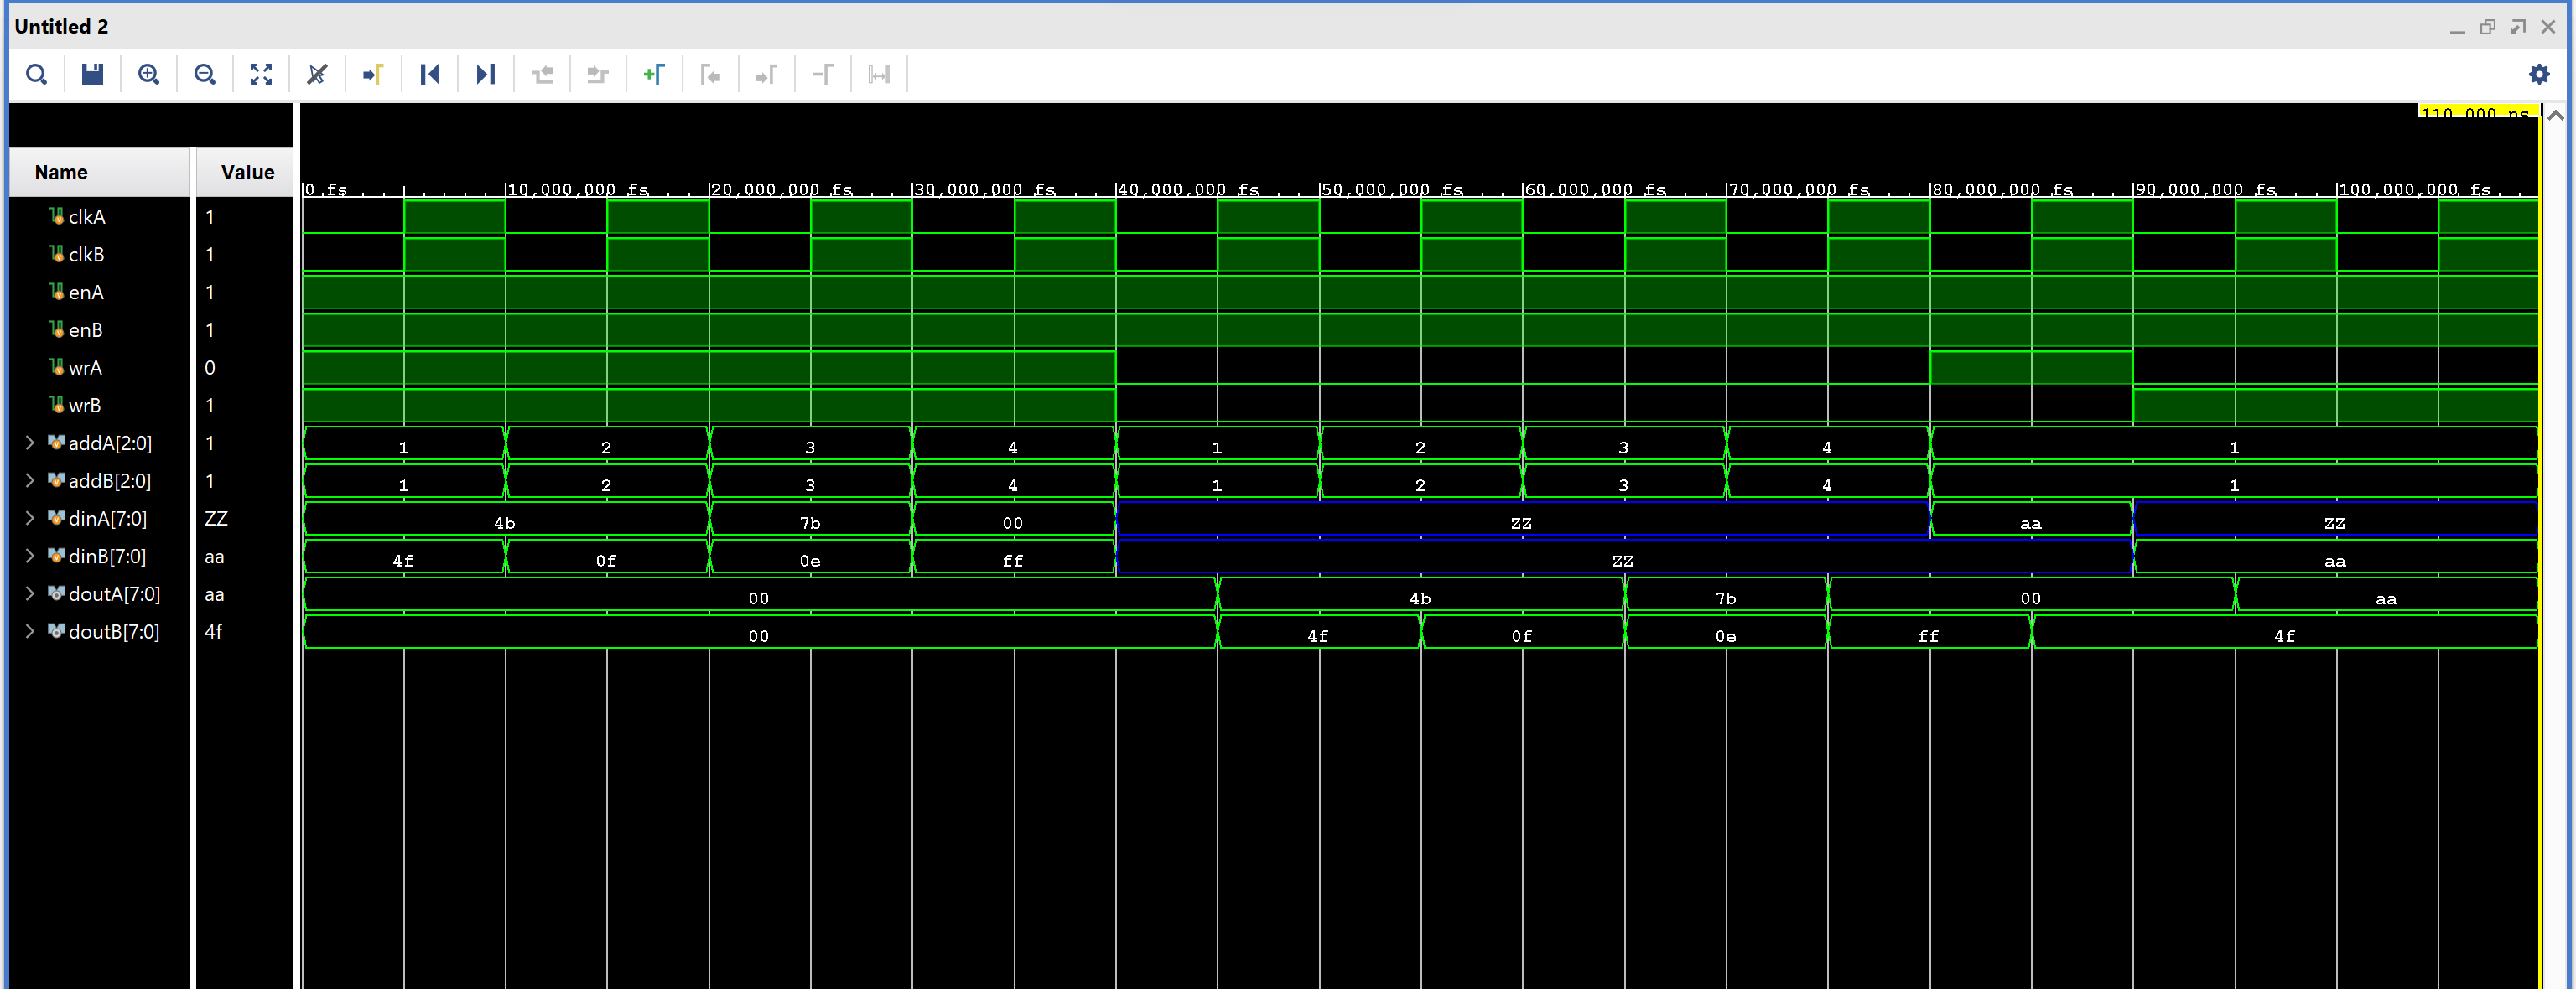 Untitled 2
110,000 ns
Name Value
0 fs 10,000,000 fs 20,000,000 fs 30,000,000 fs 40,000,000 fs 50,000,000 fs 60,000,000 fs 70,000,000 fs 80,000,000 fs 90,000,000 fs 100,000,000 fs
clkA 1
clkB 1
enA 1
enB 1
wrA 0
wrB 1
addA[2:0] 1 1 2 3 4 1 2 3 4 1
addB[2:0] 1 1 2 3 4 1 2 3 4 1
dinA[7:0] ZZ 4b 7b 00 ZZ aa ZZ
dinB[7:0] aa 4f 0f 0e ff ZZ aa
doutA[7:0] aa 00 4b 7b 00 aa
doutB[7:0] 4f 00 4f 0f 0e ff 4f